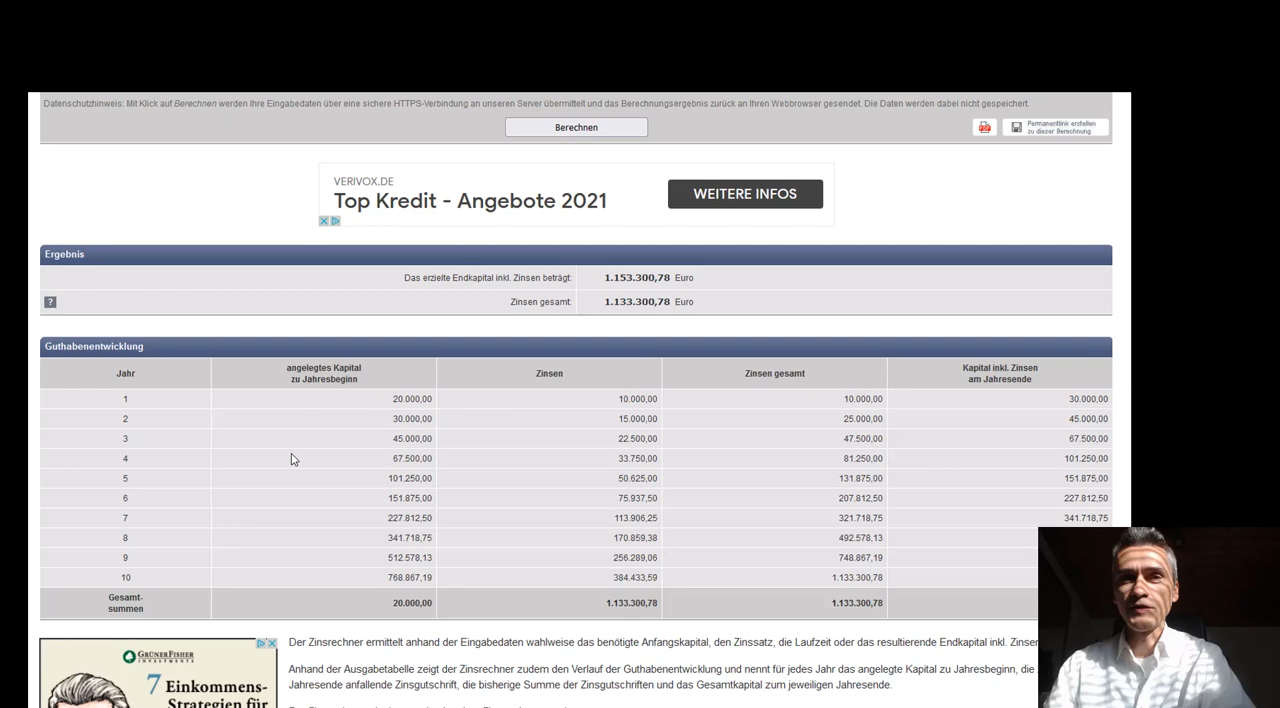 Datenschutzhinweis: Mit Klick auf Berechnen werden Ihre Eingabedaten über eine sichere HTTPS-Verbindung an unseren Server übermittelt und das Berechnungsergebnis zurück an Ihren Webbrowser gesendet. Die Daten werden dabei nicht gespeichert.
Berechnen
PDF
Permanentlink erstellen
zu dieser Berechnung
VERIVOX.DE
Top Kredit - Angebote 2021
WEITERE INFOS
Ergebnis
Das erzielte Endkapital inkl. Zinsen beträgt: 1.153.300,78 Euro
? Zinsen gesamt: 1.133.300,78 Euro
Guthabenentwicklung
Jahr angelegtes Kapital zu Jahresbeginn Zinsen Zinsen gesamt Kapital inkl. Zinsen am Jahresende
1 20.000,00 10.000,00 10.000,00 30.000,00
2 30.000,00 15.000,00 25.000,00 45.000,00
3 45.000,00 22.500,00 47.500,00 67.500,00
4 67.500,00 33.750,00 81.250,00 101.250,00
5 101.250,00 50.625,00 131.875,00 151.875,00
6 151.875,00 75.937,50 207.812,50 227.812,50
7 227.812,50 113.906,25 321.718,75 341.718,75
8 341.718,75 170.859,38 492.578,13
9 512.578,13 256.289,06 748.867,19
10 768.867,19 384.433,59 1.133.300,78
Gesamt-
summen 20.000,00 1.133.300,78 1.133.300,78
GRÜNERFISHER
INVESTMENTS
7 Einkommens-
Strategien für
Der Zinsrechner ermittelt anhand der Eingabedaten wahlweise das benötigte Anfangskapital, den Zinssatz, die Laufzeit oder das resultierende Endkapital inkl. Zinsen
Anhand der Ausgabetabelle zeigt der Zinsrechner zudem den Verlauf der Guthabenentwicklung und nennt für jedes Jahr das angelegte Kapital zu Jahresbeginn, die
Jahresende anfallende Zinsgutschrift, die bisherige Summe der Zinsgutschriften und das Gesamtkapital zum jeweiligen Jahresende.